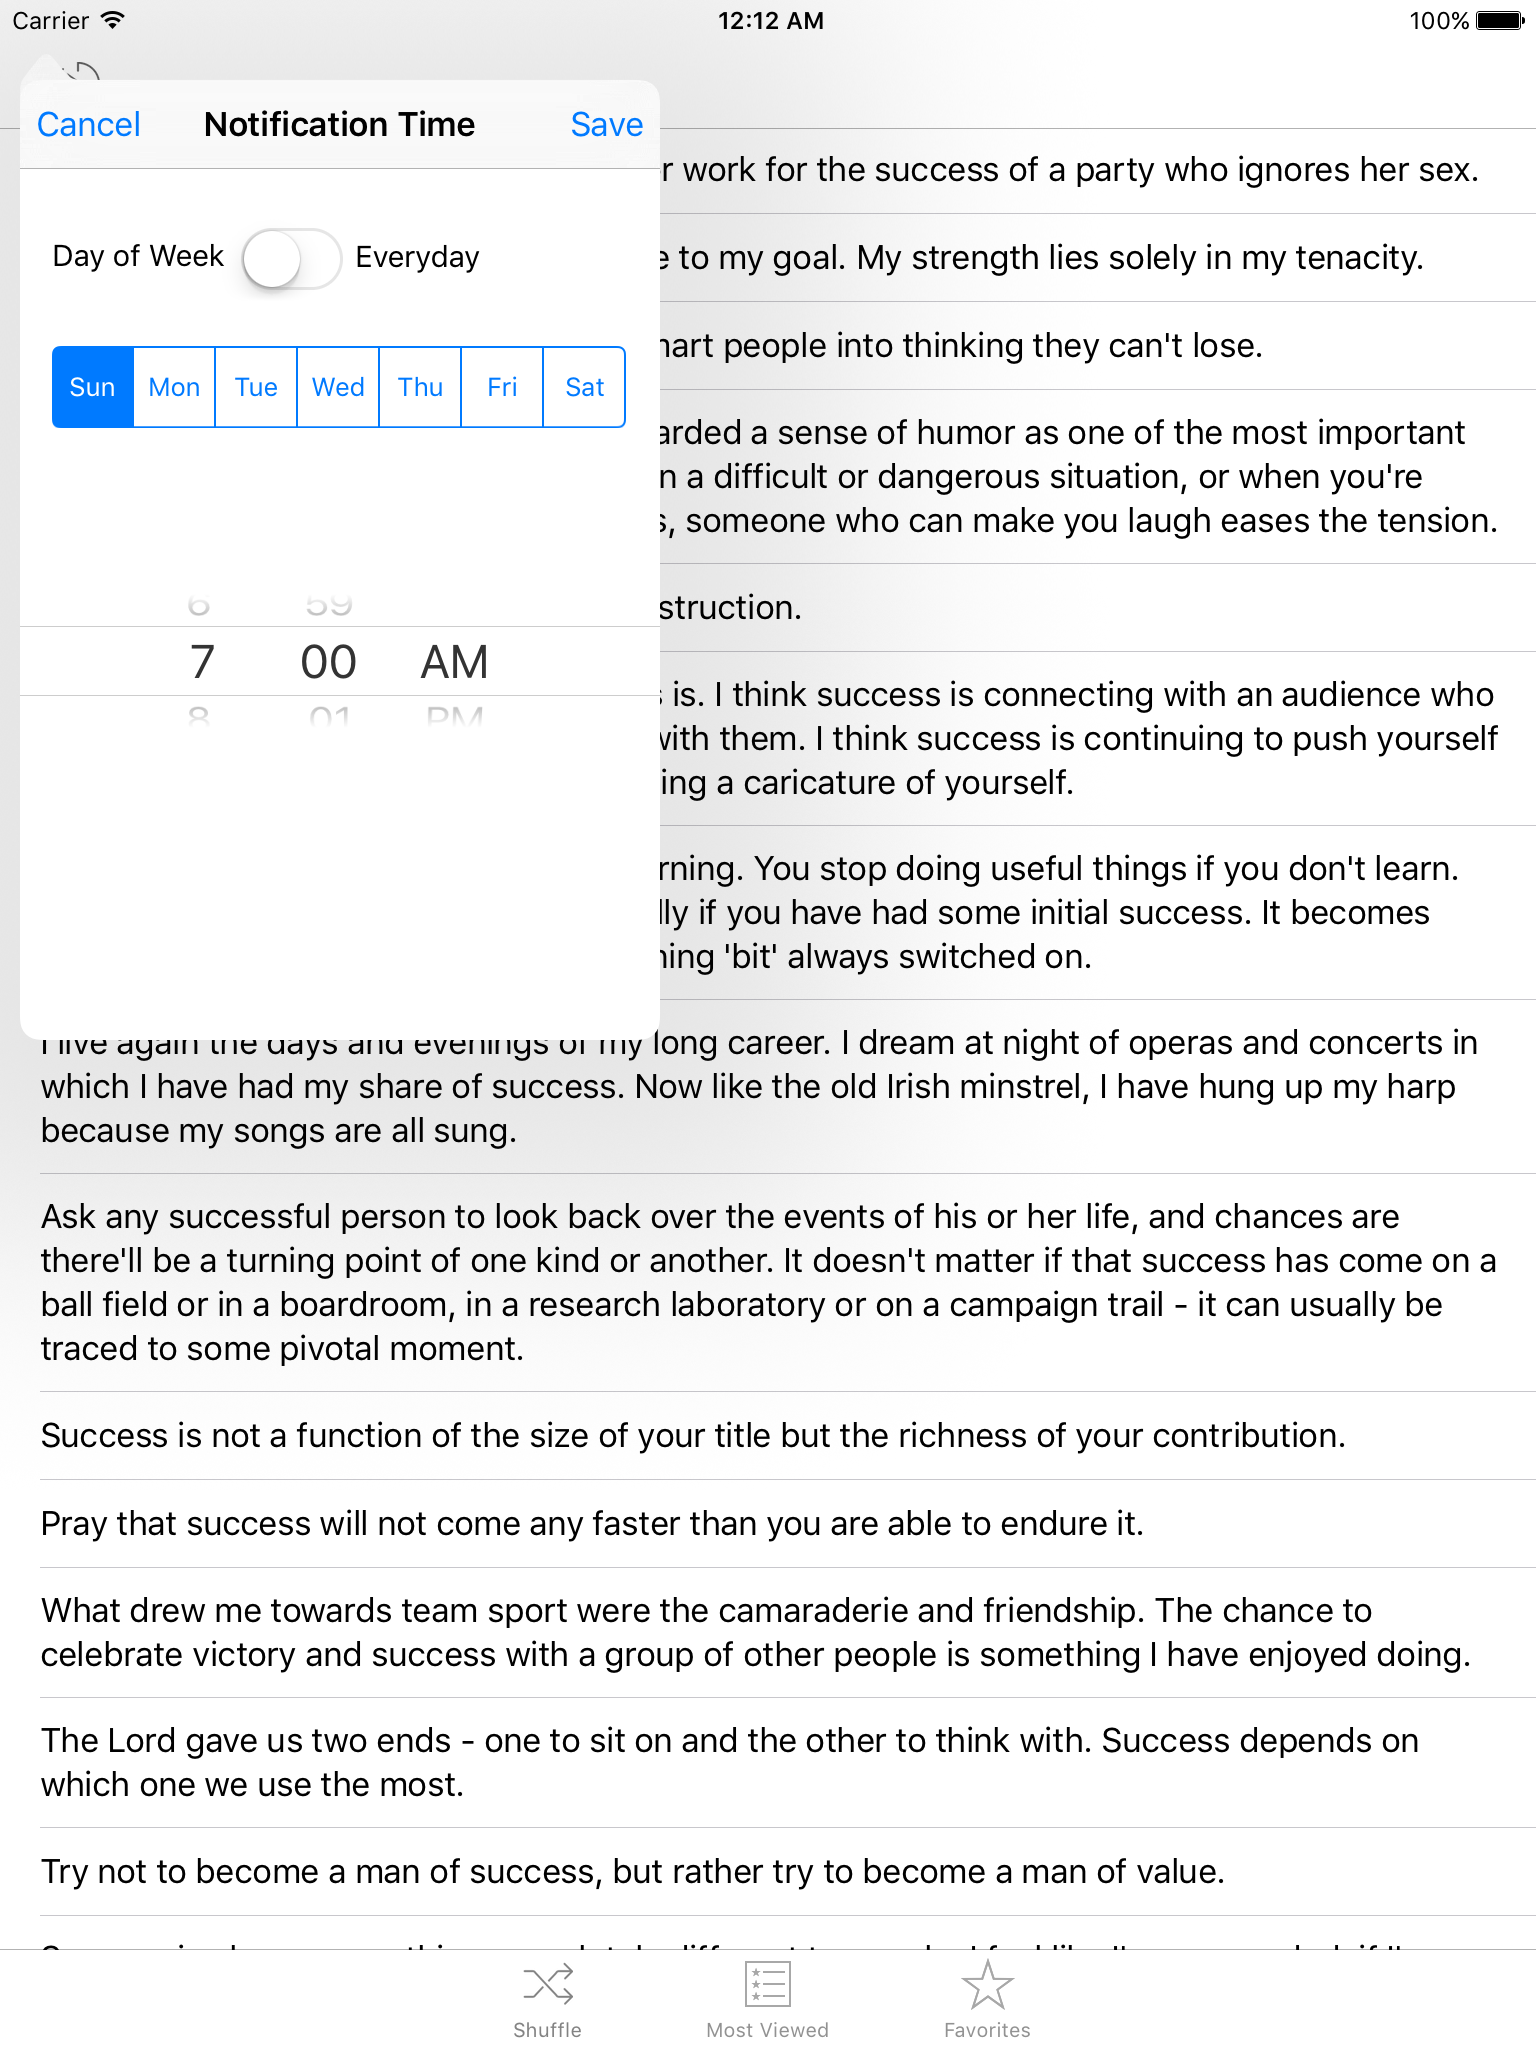 Carrier 12:12 AM 100%
Cancel Notification Time Save
work for the success of a party who ignores her sex.
Day of Week Everyday
to my goal. My strength lies solely in my tenacity.
people into thinking they can't lose.
Sun Mon Tue Wed Thu Fri Sat
a sense of humor as one of the most important
a difficult or dangerous situation, or when you're
someone who can make you laugh eases the tension.
6 59
7 00 AM
8 01 PM
is. I think success is connecting with an audience who
with them. I think success is continuing to push yourself
a caricature of yourself.
You stop doing useful things if you don't learn.
if you have had some initial success. It becomes
'bit' always switched on.
I live again the days and evenings of my long career. I dream at night of operas and concerts in
which I have had my share of success. Now like the old Irish minstrel, I have hung up my harp
because my songs are all sung.
Ask any successful person to look back over the events of his or her life, and chances are
there'll be a turning point of one kind or another. It doesn't matter if that success has come on a
ball field or in a boardroom, in a research laboratory or on a campaign trail - it can usually be
traced to some pivotal moment.
Success is not a function of the size of your title but the richness of your contribution.
Pray that success will not come any faster than you are able to endure it.
What drew me towards team sport were the camaraderie and friendship. The chance to
celebrate victory and success with a group of other people is something I have enjoyed doing.
The Lord gave us two ends - one to sit on and the other to think with. Success depends on
which one we use the most.
Try not to become a man of success, but rather try to become a man of value.
Shuffle Most Viewed Favorites